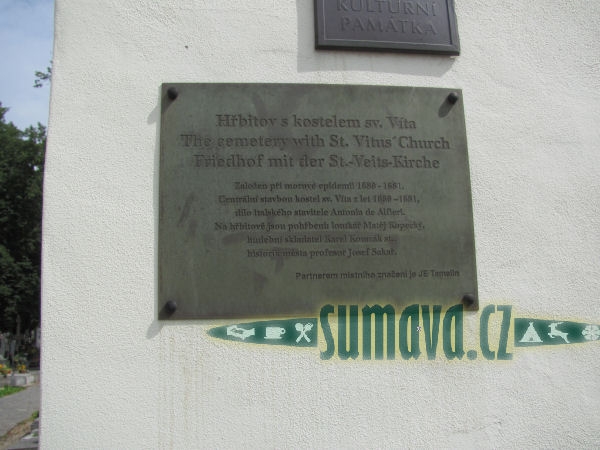 KULTURNÍ
PAMÁTKA
Hřbitov s kostelem sv. Víta
The cemetery with St. Vitus´ Church
Friedhof mit der St.-Veits-Kirche
Založen při morové epidemii 1680 - 1681.
Centrální stavbou kostel sv. Víta z let 1680 - 1681,
dílo italského stavitele Antonia de Alfieri.
Na hřbitově jsou pohřbeni loutkář Matěj Kopecký,
hudební skladatel Karel Komzák st.,
historik města profesor Josef Sakař.
Partnerem místního značení je JE Temelín
sumava.cz